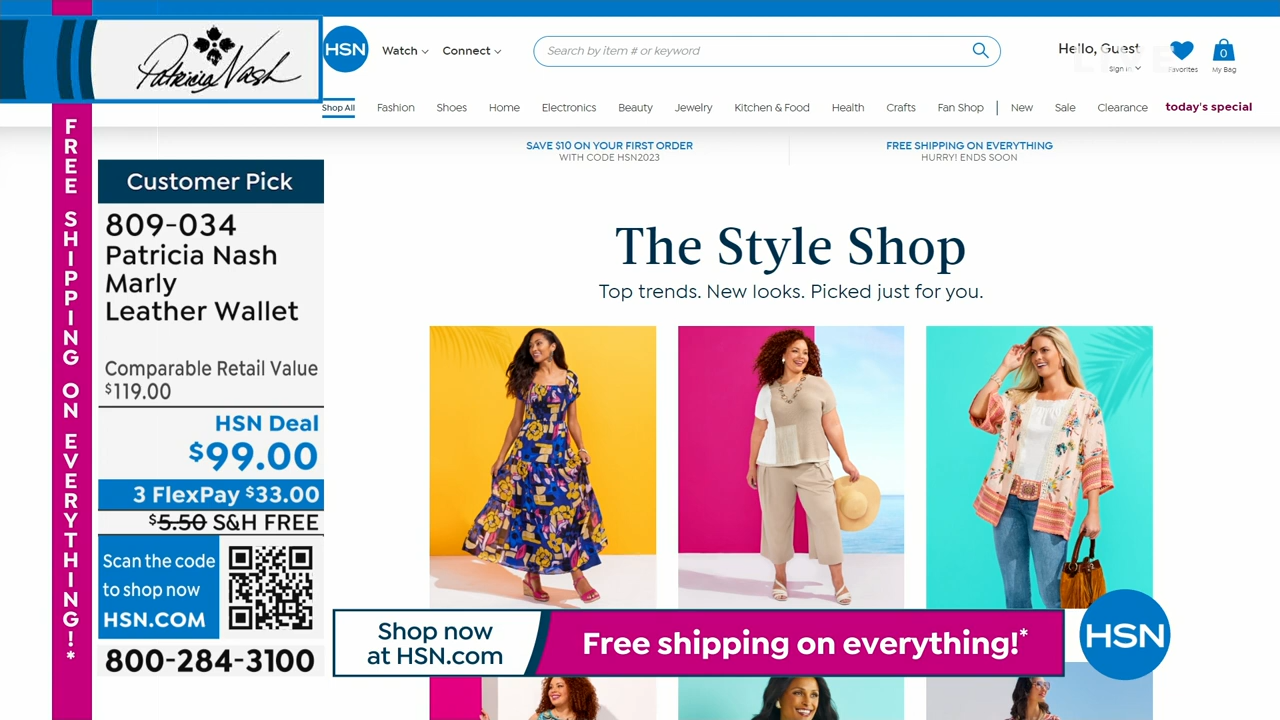 Patricia Nash
HSN
Watch
Connect
Search by item # or keyword
Hello, Guest
Sign in
Favorites
0
My Bag
LIVE
Shop All
Fashion
Shoes
Home
Electronics
Beauty
Jewelry
Kitchen & Food
Health
Crafts
Fan Shop
New
Sale
Clearance
today's special
SAVE $10 ON YOUR FIRST ORDER
WITH CODE HSN2023
FREE SHIPPING ON EVERYTHING
HURRY! ENDS SOON
FREE SHIPPING ON EVERYTHING!*
Customer Pick
809-034
Patricia Nash
Marly
Leather Wallet
Comparable Retail Value
$119.00
HSN Deal
$99.00
3 FlexPay $33.00
$5.50 S&H FREE
Scan the code
to shop now
HSN.COM
800-284-3100
The Style Shop
Top trends. New looks. Picked just for you.
Shop now
at HSN.com
Free shipping on everything!*
HSN